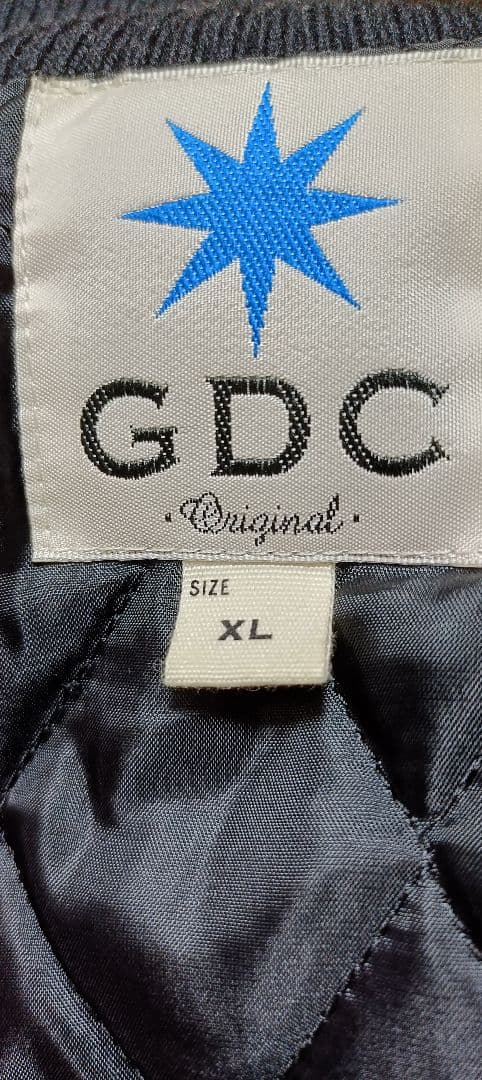 GDC
· Original ·
SIZE
XL